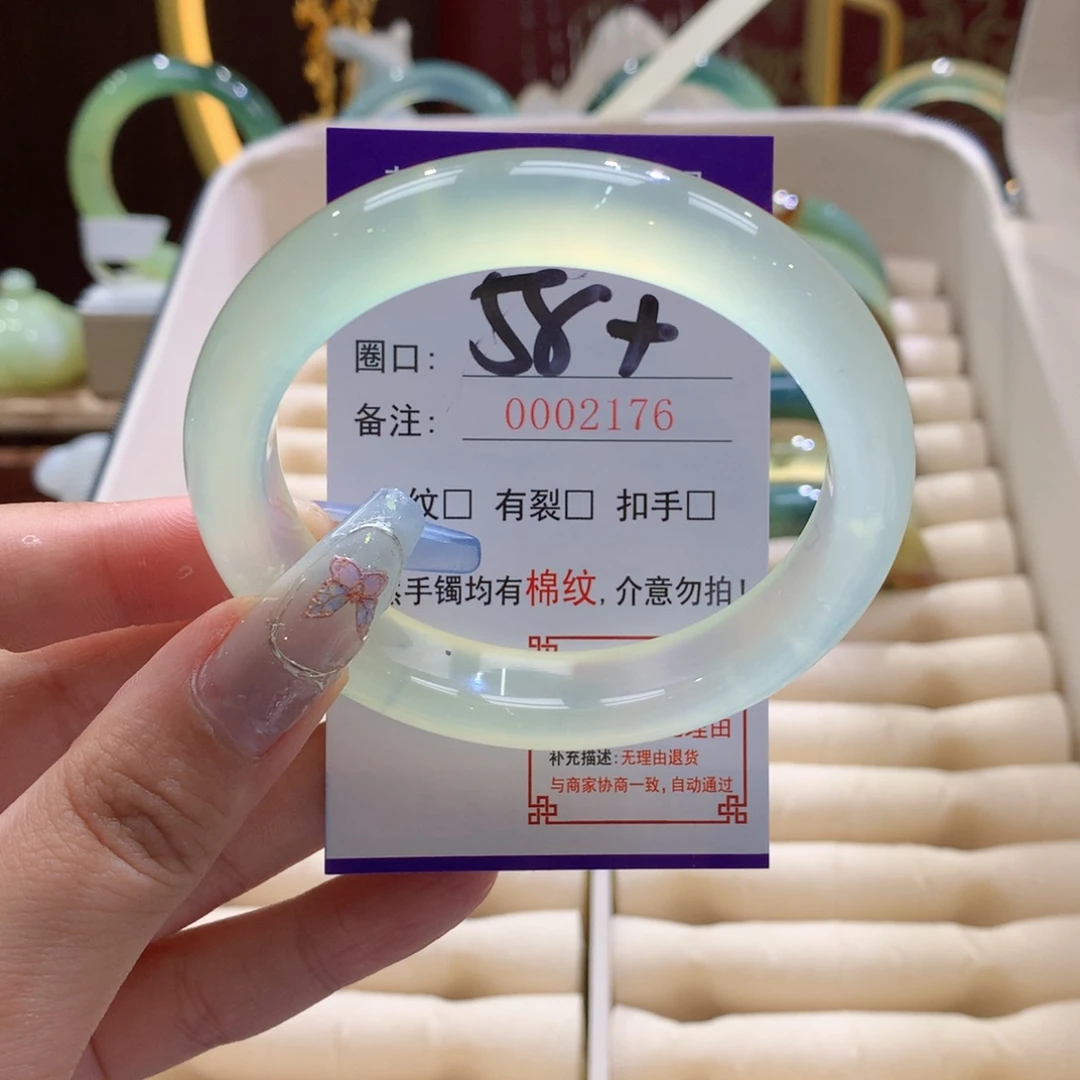 圈口: 58+
备注: 0002176
纹□ 有裂□ 扣手□
手镯均有棉纹,介意勿拍!
理由
补充描述:无理由退货
与商家协商一致,自动通过